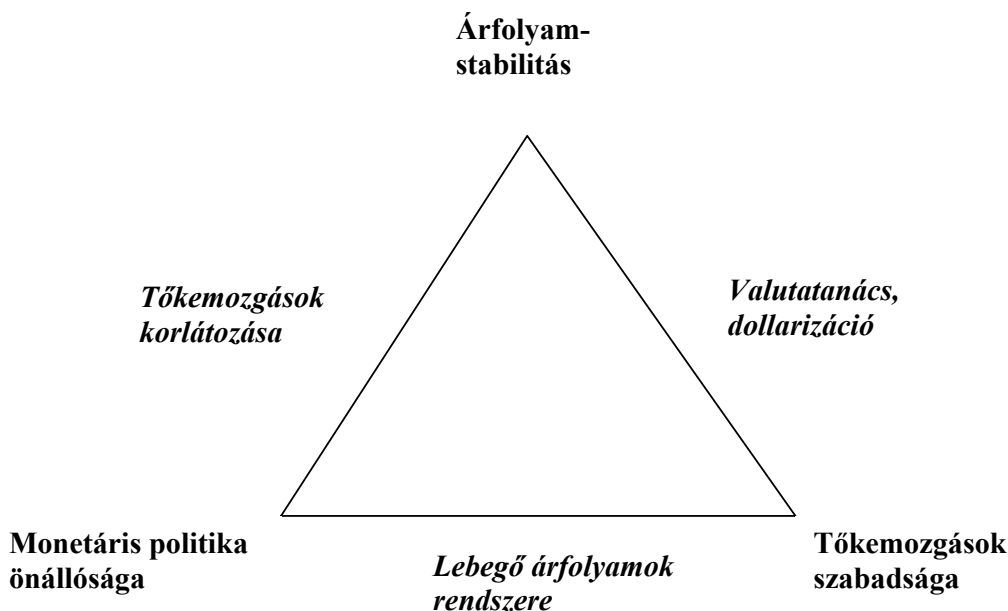 Árfolyam-
stabilitás
Tőkemozgások
korlátozása
Valutatanács,
dollarizáció
Monetáris politika
önállósága
Lebegő árfolyamok
rendszere
Tőkemozgások
szabadsága